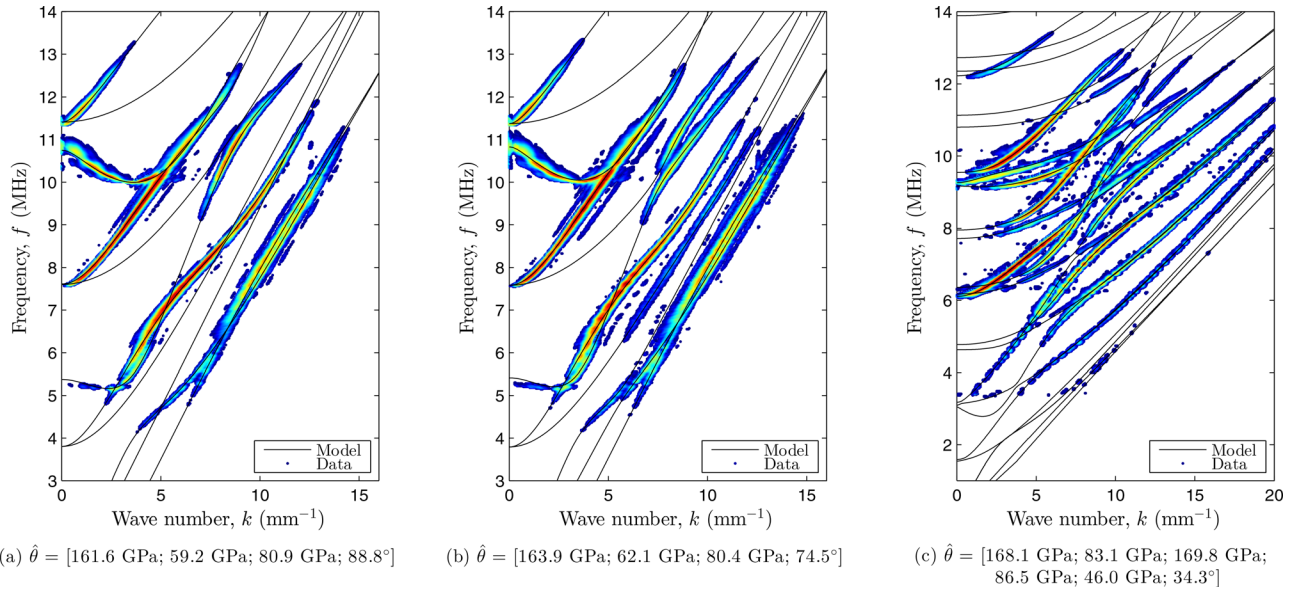 14
13
12
11
10
9
8
7
6
5
4
3
Frequency, f (MHz)
0 5 10 15
Wave number, k (mm⁻¹)
Model
Data
(a) θ̂ = [161.6 GPa; 59.2 GPa; 80.9 GPa; 88.8°]
14
13
12
11
10
9
8
7
6
5
4
3
Frequency, f (MHz)
0 5 10 15
Wave number, k (mm⁻¹)
Model
Data
(b) θ̂ = [163.9 GPa; 62.1 GPa; 80.4 GPa; 74.5°]
14
12
10
8
6
4
2
Frequency, f (MHz)
0 5 10 15 20
Wave number, k (mm⁻¹)
Model
Data
(c) θ̂ = [168.1 GPa; 83.1 GPa; 169.8 GPa;
86.5 GPa; 46.0 GPa; 34.3°]